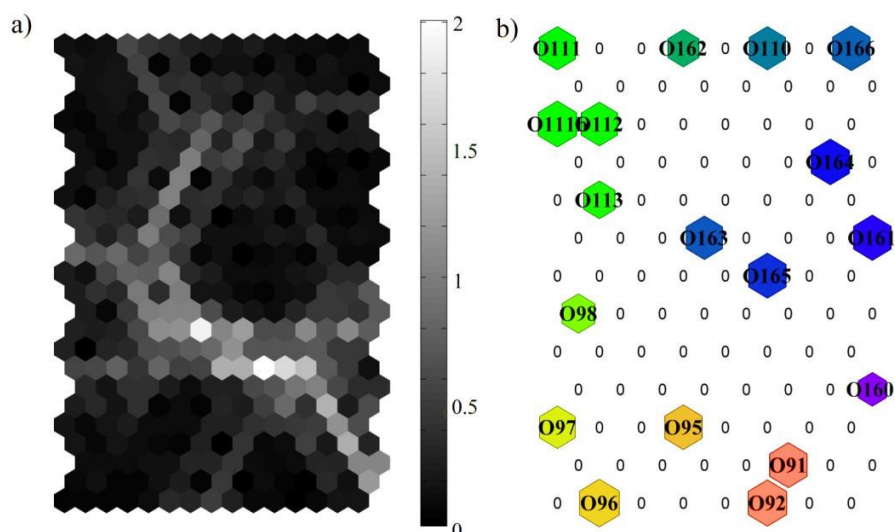 a)
2
1.5
1
0.5
0
b)
O111 0 0 O162 0 O110 0 O166
0 0 0 0 0 0 0 0
O111b O112 0 0 0 0 0 0
0 0 0 0 0 0 O164 0
0 O113 0 0 0 0 0 0
0 0 0 O163 0 0 0 O161
0 0 0 0 0 O165 0 0
O98 0 0 0 0 0 0 0
0 0 0 0 0 0 0 0
0 0 0 0 0 0 0 O160
O97 0 0 O95 0 0 0 0
0 0 0 0 0 O91 0 0
0 O96 0 0 0 O92 0 0